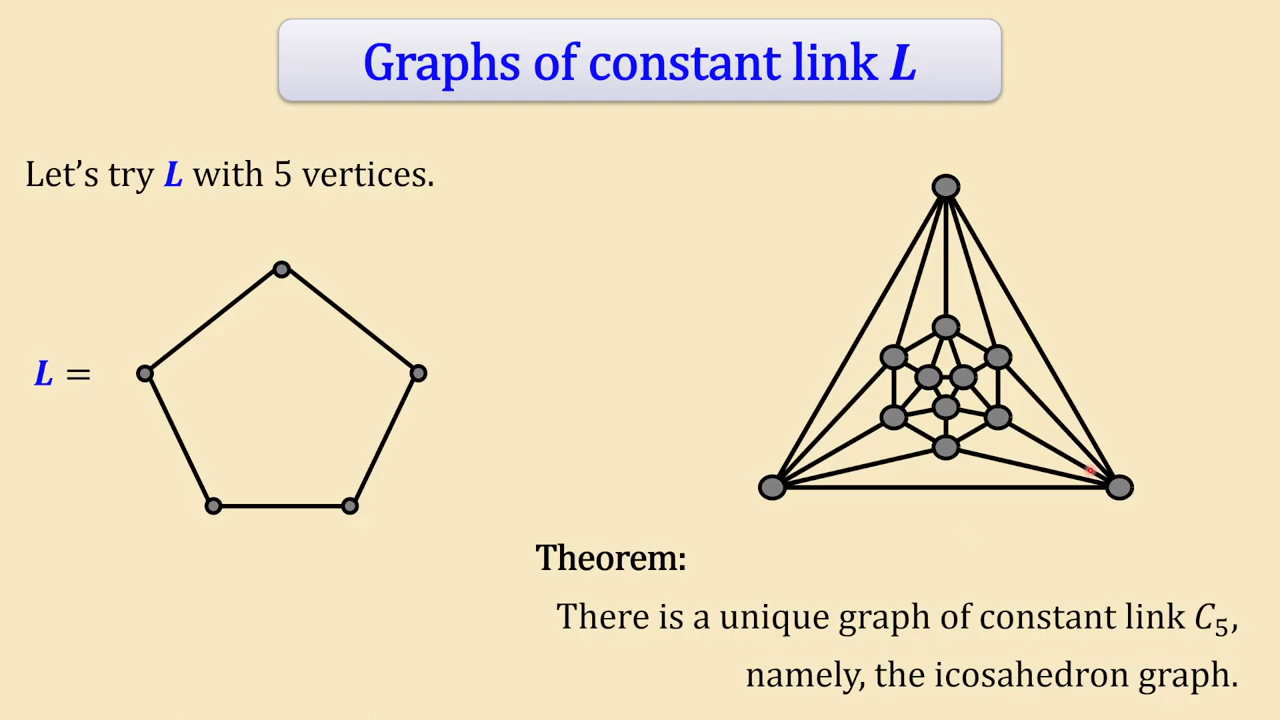 Graphs of constant link L
Let's try L with 5 vertices.
L =
Theorem:
There is a unique graph of constant link C₅,
namely, the icosahedron graph.